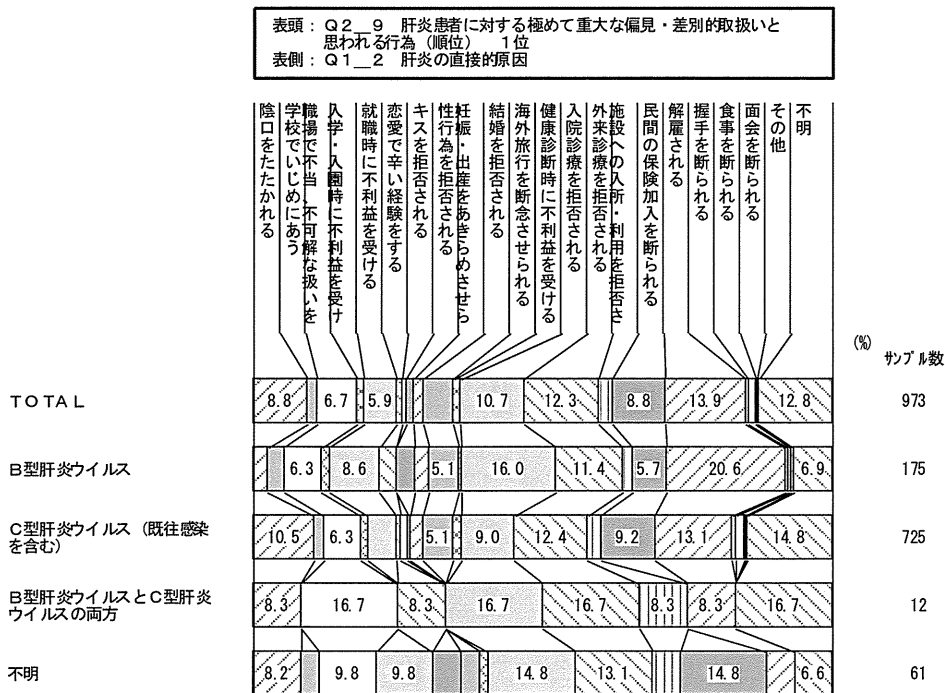 表頭：Ｑ２＿９　肝炎患者に対する極めて重大な偏見・差別的取扱いと
思われる行為（順位）　１位
表側：Ｑ１＿２　肝炎の直接的原因
陰口をたたかれる
学校でいじめにあう
職場で不当、不可解な扱いを
入学・入園時に不利益を受け
就職時に不利益を受ける
恋愛で辛い経験をする
キスを拒否される
性行為を拒否される
妊娠・出産をあきらめさせら
結婚を拒否される
海外旅行を断念させられる
健康診断時に不利益を受ける
入院診療を拒否される
外来診療を拒否される
施設への入所・利用を拒否さ
民間の保険加入を断られる
解雇される
握手を断られる
食事を断られる
面会を断られる
その他
不明
(%)
サンプル数
ＴＯＴＡＬ 8.8 6.7 5.9 10.7 12.3 8.8 13.9 12.8 973
Ｂ型肝炎ウイルス 6.3 8.6 5.1 16.0 11.4 5.7 20.6 6.9 175
Ｃ型肝炎ウイルス（既往感染 10.5 6.3 5.1 9.0 12.4 9.2 13.1 14.8 725
を含む）
Ｂ型肝炎ウイルスとＣ型肝炎 8.3 16.7 8.3 16.7 16.7 8.3 8.3 16.7 12
ウイルスの両方
不明 8.2 9.8 9.8 14.8 13.1 14.8 6.6 61